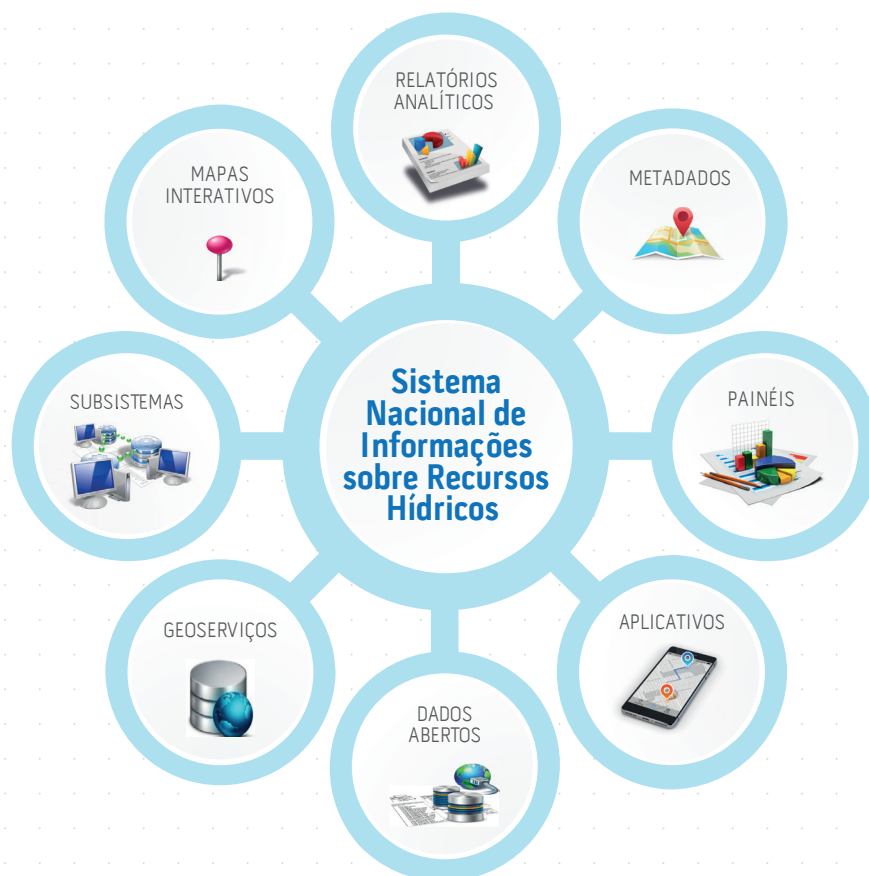 RELATÓRIOS
ANALÍTICOS
MAPAS
INTERATIVOS
METADADOS
SUBSISTEMAS
Sistema
Nacional de
Informações
sobre Recursos
Hídricos
PAINÉIS
GEOSERVIÇOS
APLICATIVOS
DADOS
ABERTOS